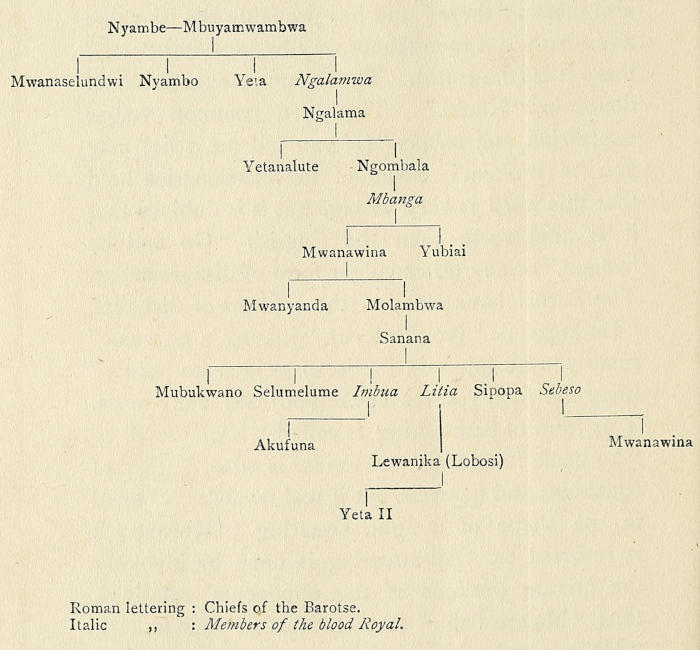 Nyambe—Mbuyamwambwa
Mwanaselundwi Nyambo Yeta Ngalamwa
Ngalama
Yetanalute Ngombala
Mbanga
Mwanawina Yubiai
Mwanyanda Molambwa
Sanana
Mubukwano Selumelume Imbua Litia Sipopa Sebeso
Akufuna Mwanawina
Lewanika (Lobosi)
Yeta II
Roman lettering : Chiefs of the Barotse.
Italic ,, : Members of the blood Royal.